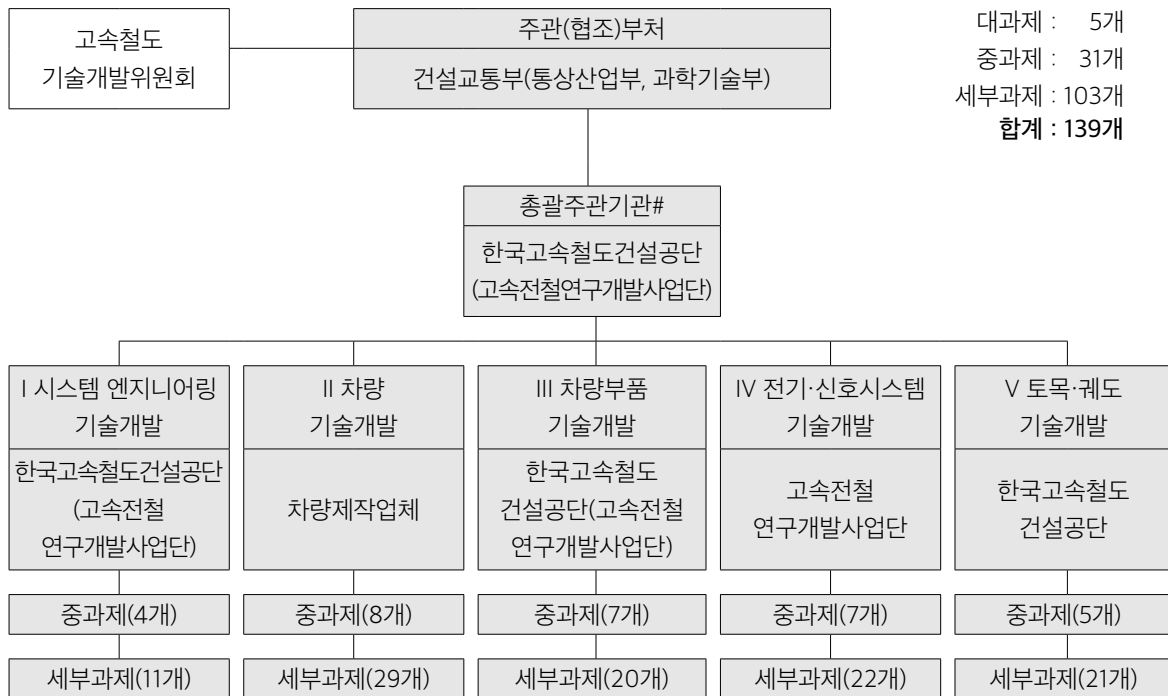 고속철도
기술개발위원회
주관(협조)부처
건설교통부(통상산업부, 과학기술부)
대과제 : 5개
중과제 : 31개
세부과제 : 103개
합계 : 139개
총괄주관기관#
한국고속철도건설공단
(고속전철연구개발사업단)
I 시스템 엔지니어링
기술개발
한국고속철도건설공단
(고속전철
연구개발사업단)
중과제(4개)
세부과제(11개)
II 차량
기술개발
차량제작업체
중과제(8개)
세부과제(29개)
III 차량부품
기술개발
한국고속철도
건설공단(고속전철
연구개발사업단)
중과제(7개)
세부과제(20개)
IV 전기·신호시스템
기술개발
고속전철
연구개발사업단
중과제(7개)
세부과제(22개)
V 토목·궤도
기술개발
한국고속철도
건설공단
중과제(5개)
세부과제(21개)